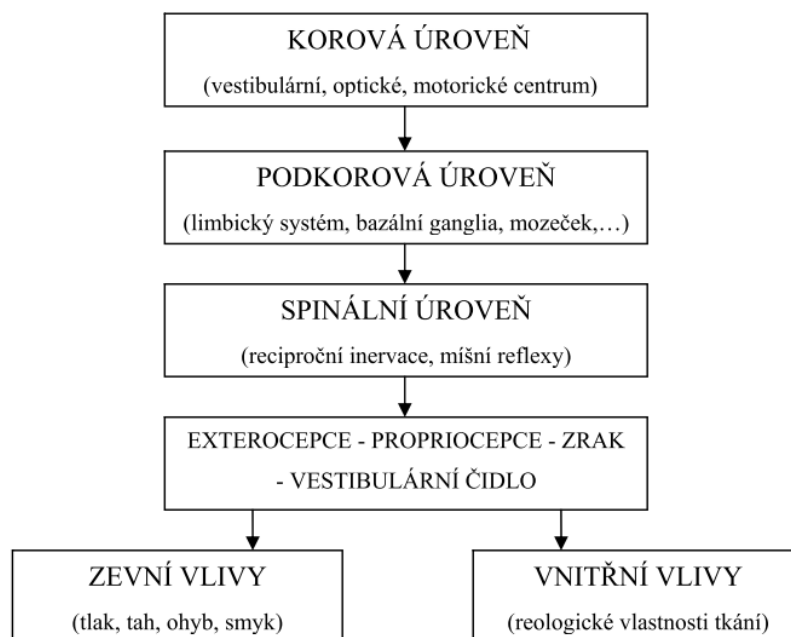 KOROVÁ ÚROVEŇ
(vestibulární, optické, motorické centrum)
PODKOROVÁ ÚROVEŇ
(limbický systém, bazální ganglia, mozeček,…)
SPINÁLNÍ ÚROVEŇ
(reciproční inervace, míšní reflexy)
EXTEROCEPCE - PROPRIOCEPCE - ZRAK
- VESTIBULÁRNÍ ČIDLO
ZEVNÍ VLIVY
(tlak, tah, ohyb, smyk)
VNITŘNÍ VLIVY
(reologické vlastnosti tkání)